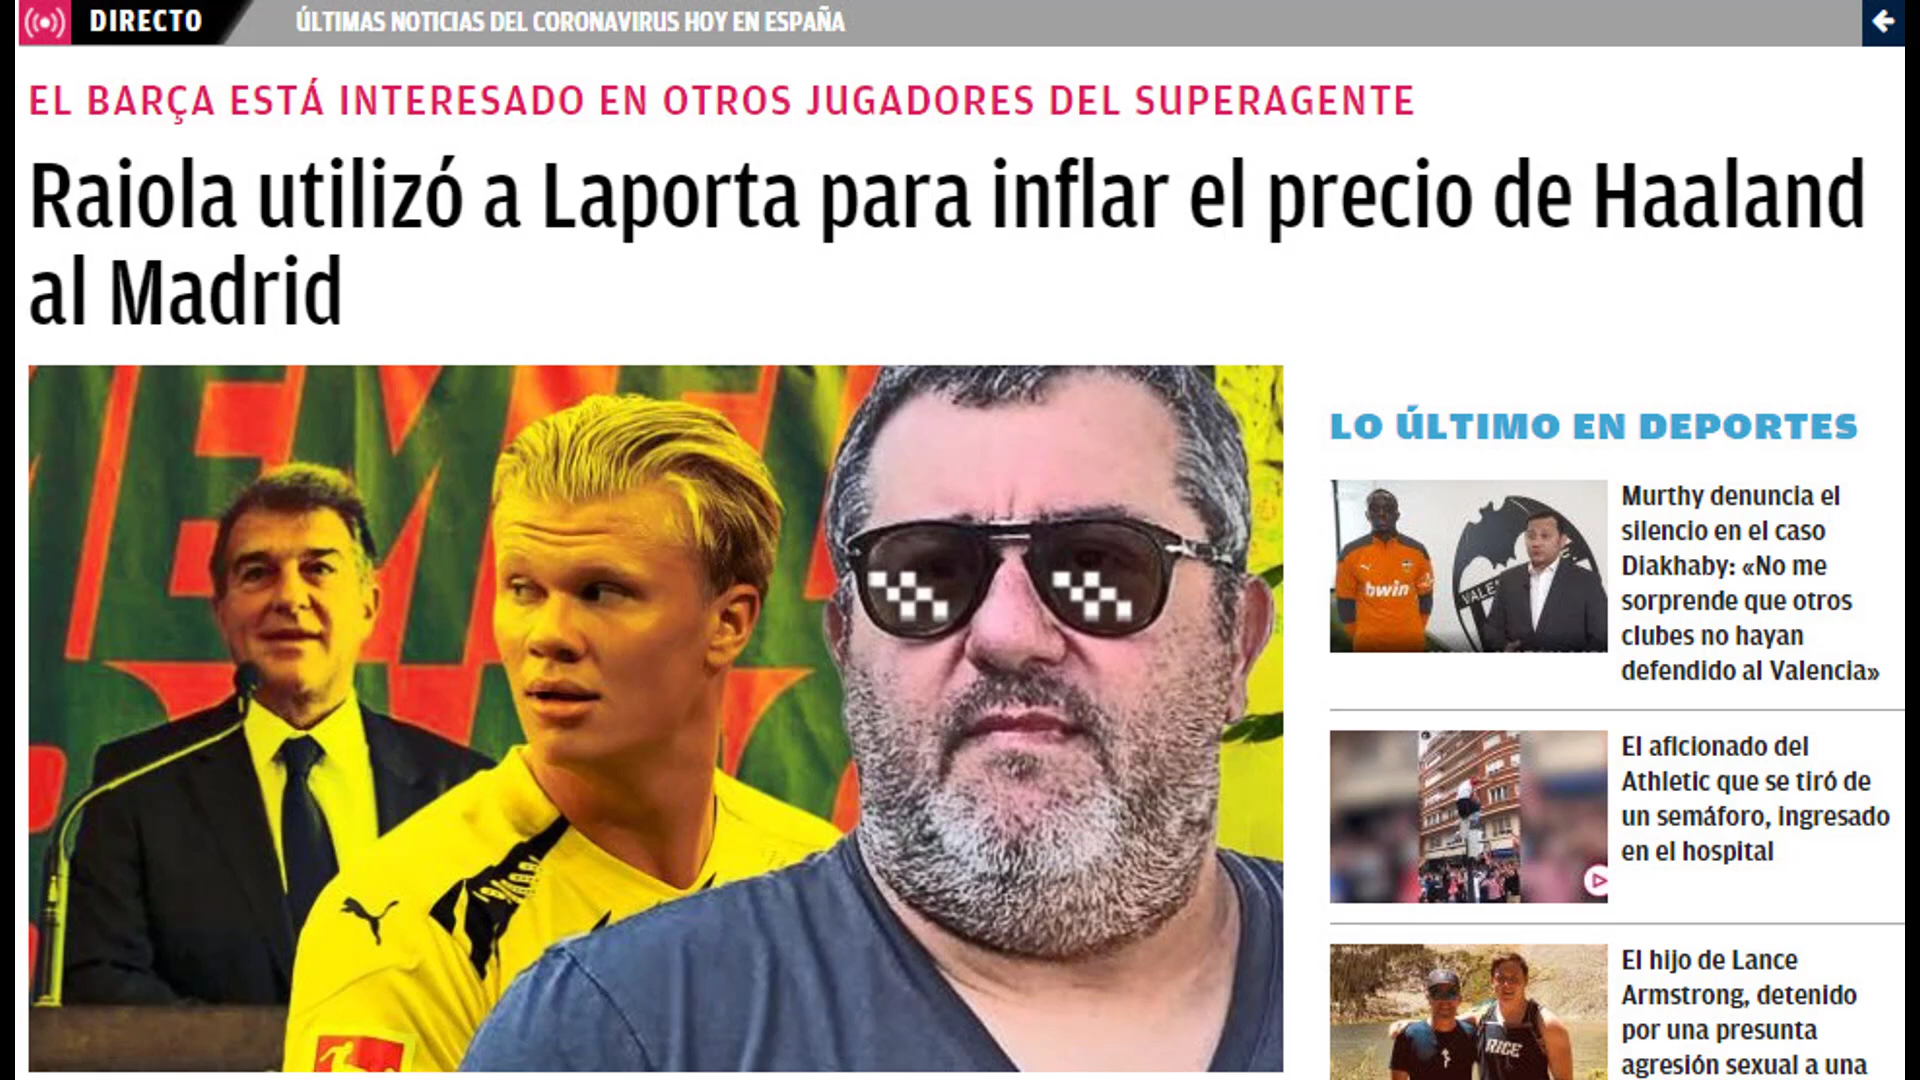 DIRECTO
ÚLTIMAS NOTICIAS DEL CORONAVIRUS HOY EN ESPAÑA
EL BARÇA ESTÁ INTERESADO EN OTROS JUGADORES DEL SUPERAGENTE
Raiola utilizó a Laporta para inflar el precio de Haaland
al Madrid
LO ÚLTIMO EN DEPORTES
Murthy denuncia el
silencio en el caso
Diakhaby: «No me
sorprende que otros
clubes no hayan
defendido al Valencia»
bwin
VALE
El aficionado del
Athletic que se tiró de
un semáforo, ingresado
en el hospital
El hijo de Lance
Armstrong, detenido
por una presunta
agresión sexual a una
RICE